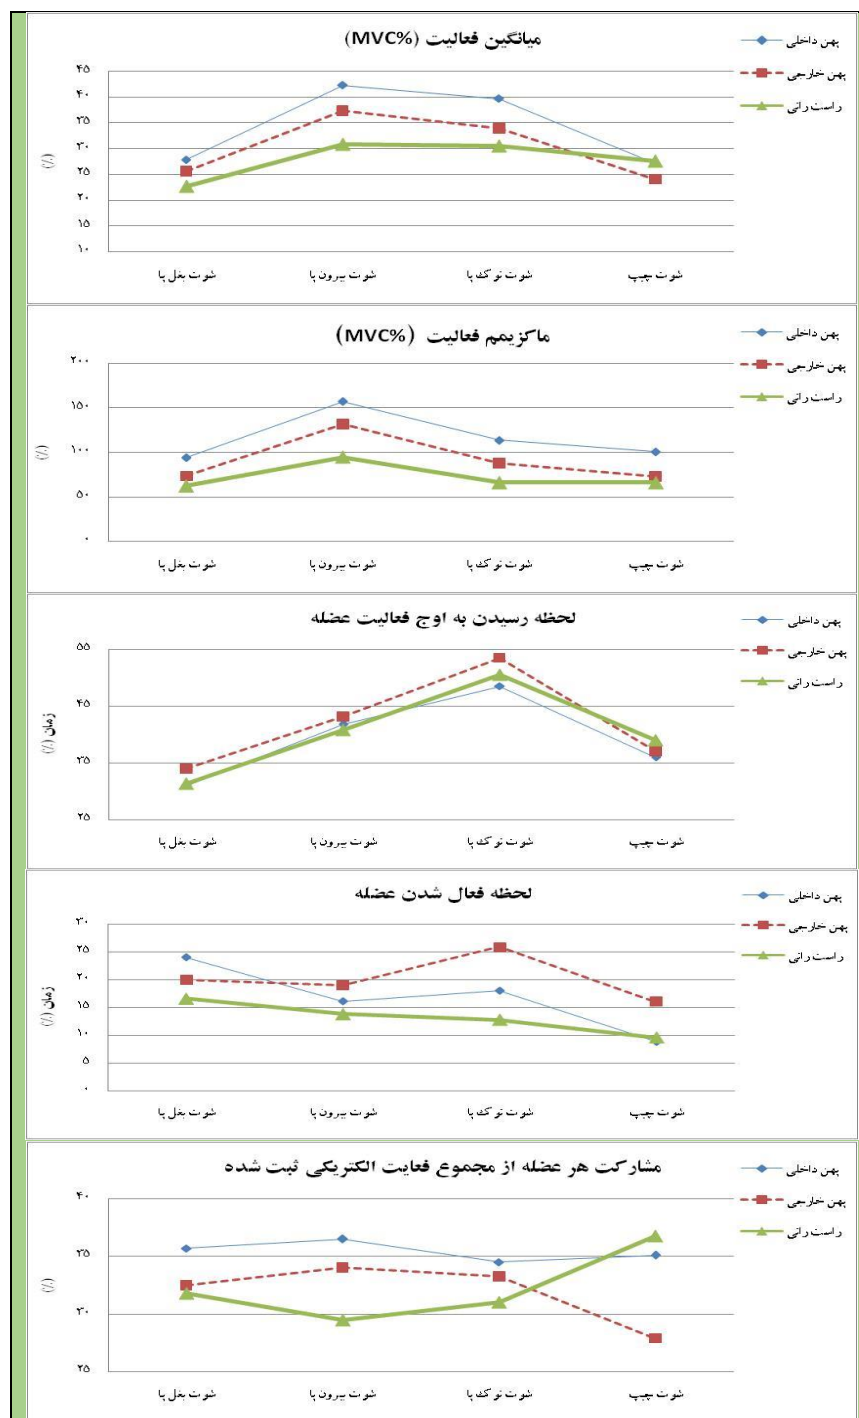 میانگین فعالیت (MVC%)
پهن داخلی
پهن خارجی
راست رانی
(٪)
۴۵
۴۰
۳۵
۳۰
۲۵
۲۰
۱۵
۱۰
شوت بغل پا
شوت بیرون پا
شوت نوک پا
شوت چیپ
ماکزیمم فعالیت (MVC%)
پهن داخلی
پهن خارجی
راست رانی
(٪)
۲۰۰
۱۵۰
۱۰۰
۵۰
۰
شوت بغل پا
شوت بیرون پا
شوت نوک پا
شوت چیپ
لحظه رسیدن به اوج فعالیت عضله
پهن داخلی
پهن خارجی
راست رانی
زمان (٪)
۵۵
۴۵
۳۵
۲۵
شوت بغل پا
شوت بیرون پا
شوت نوک پا
شوت چیپ
لحظه فعال شدن عضله
پهن داخلی
پهن خارجی
راست رانی
زمان (٪)
۳۰
۲۵
۲۰
۱۵
۱۰
۵
۰
شوت بغل پا
شوت بیرون پا
شوت نوک پا
شوت چیپ
مشارکت هر عضله از مجموع فعایت الکتریکی ثبت شده
پهن داخلی
پهن خارجی
راست رانی
(٪)
۴۰
۳۵
۳۰
۲۵
شوت بغل پا
شوت بیرون پا
شوت نوک پا
شوت چیپ